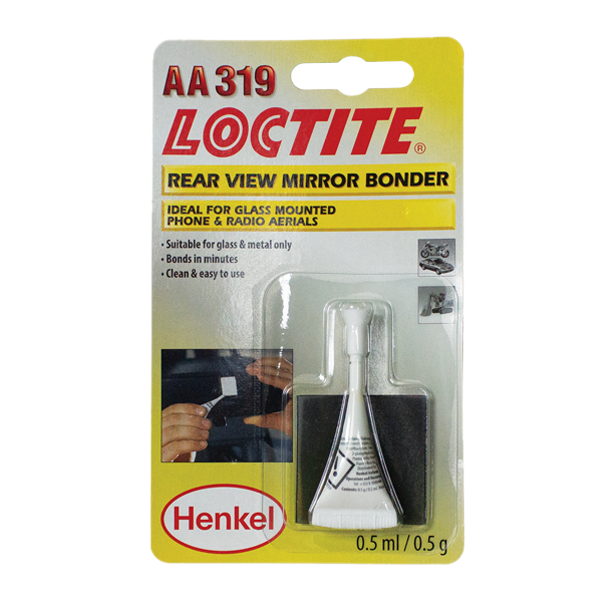 AA 319
LOCTITE®
REAR VIEW MIRROR BONDER
IDEAL FOR GLASS MOUNTED
PHONE & RADIO AERIALS
• Suitable for glass & metal only
• Bonds in minutes
• Clean & easy to use
Henkel
0.5 ml / 0.5 g